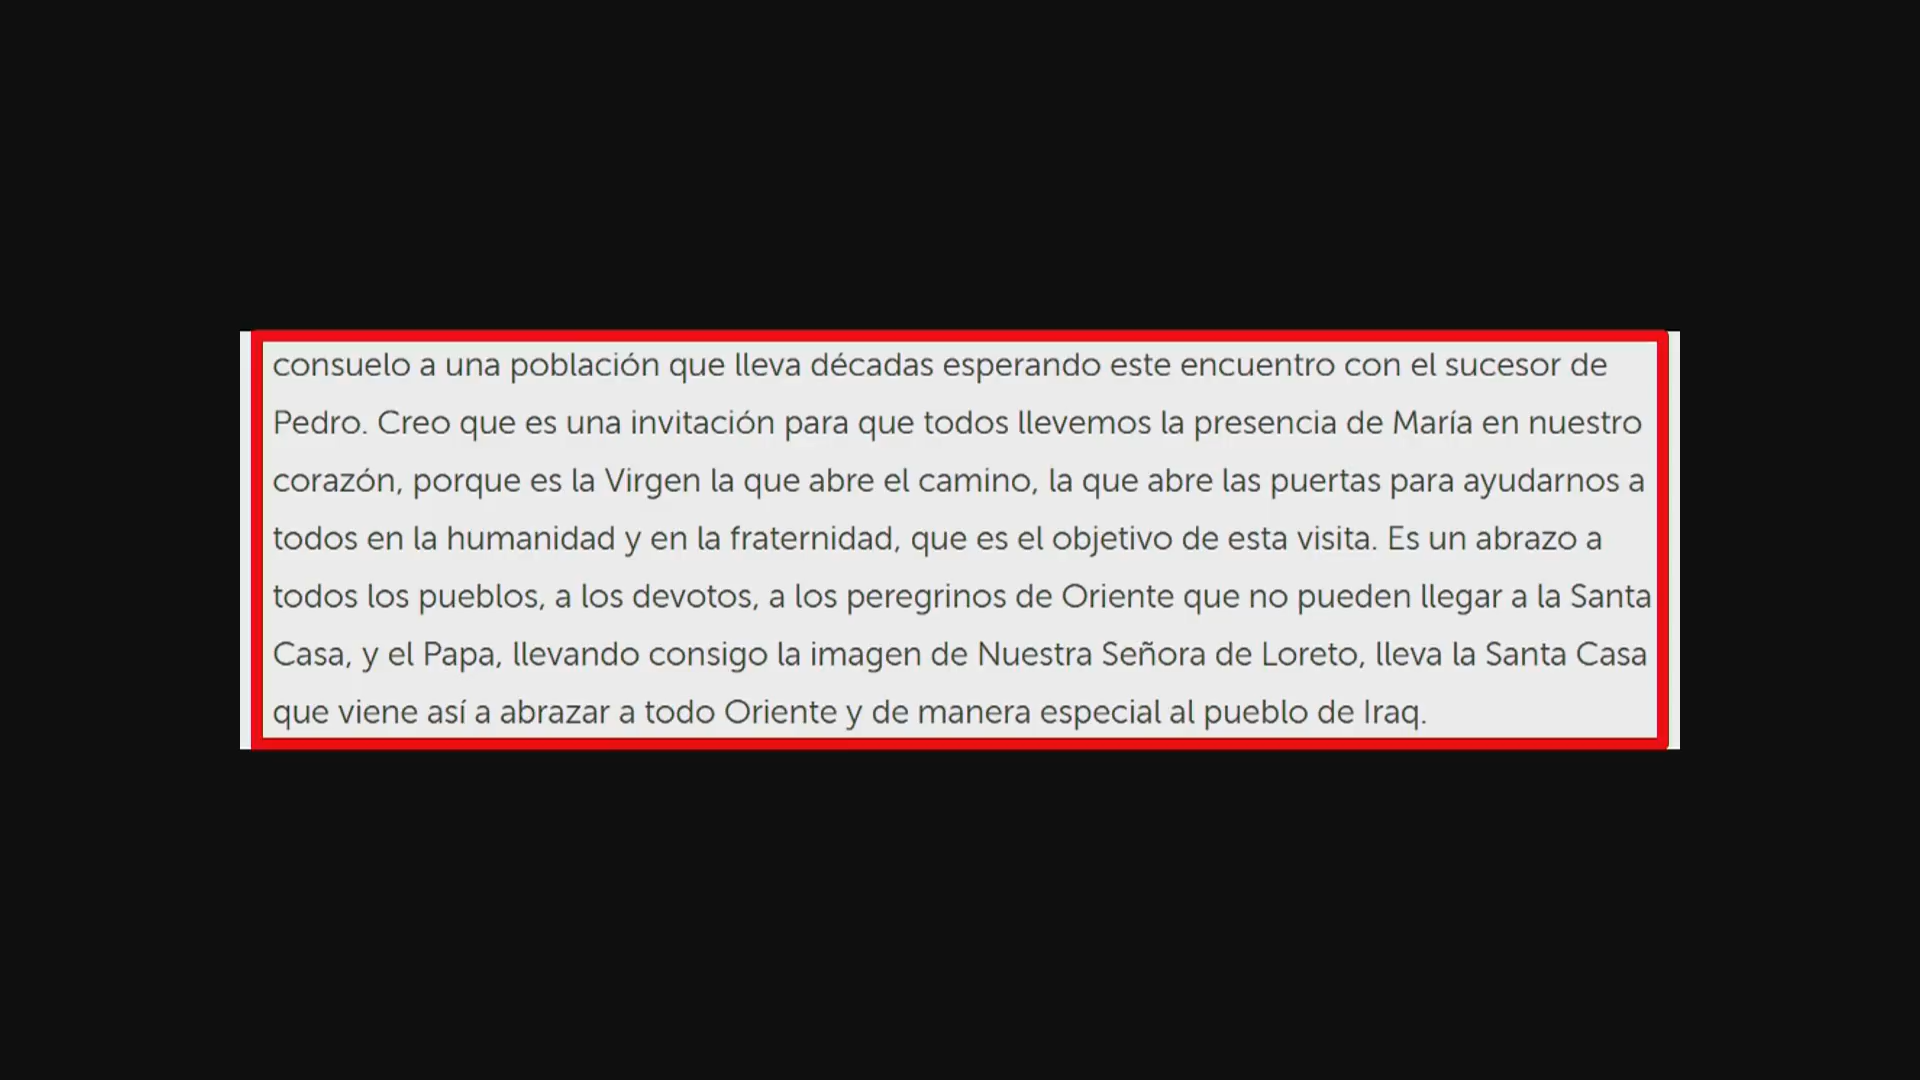 consuelo a una población que lleva décadas esperando este encuentro con el sucesor de
Pedro. Creo que es una invitación para que todos llevemos la presencia de María en nuestro
corazón, porque es la Virgen la que abre el camino, la que abre las puertas para ayudarnos a
todos en la humanidad y en la fraternidad, que es el objetivo de esta visita. Es un abrazo a
todos los pueblos, a los devotos, a los peregrinos de Oriente que no pueden llegar a la Santa
Casa, y el Papa, llevando consigo la imagen de Nuestra Señora de Loreto, lleva la Santa Casa
que viene así a abrazar a todo Oriente y de manera especial al pueblo de Iraq.